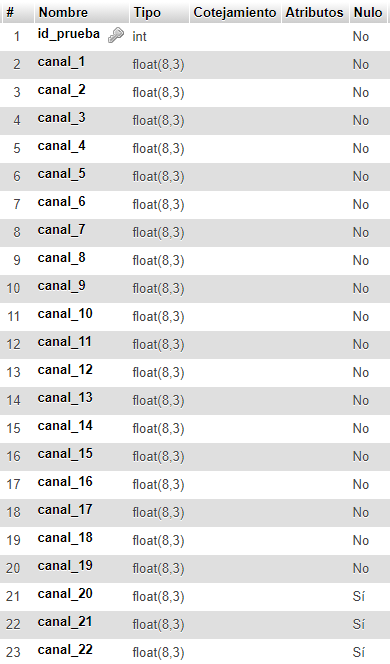 # Nombre Tipo Cotejamiento Atributos Nulo
1 id_prueba int No
2 canal_1 float(8,3) No
3 canal_2 float(8,3) No
4 canal_3 float(8,3) No
5 canal_4 float(8,3) No
6 canal_5 float(8,3) No
7 canal_6 float(8,3) No
8 canal_7 float(8,3) No
9 canal_8 float(8,3) No
10 canal_9 float(8,3) No
11 canal_10 float(8,3) No
12 canal_11 float(8,3) No
13 canal_12 float(8,3) No
14 canal_13 float(8,3) No
15 canal_14 float(8,3) No
16 canal_15 float(8,3) No
17 canal_16 float(8,3) No
18 canal_17 float(8,3) No
19 canal_18 float(8,3) No
20 canal_19 float(8,3) No
21 canal_20 float(8,3) Sí
22 canal_21 float(8,3) Sí
23 canal_22 float(8,3) Sí